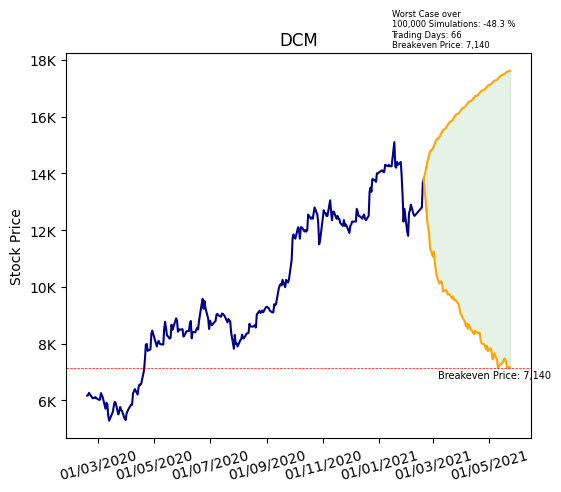 Worst Case over
100,000 Simulations: -48.3 %
Trading Days: 66
Breakeven Price: 7,140
DCM
18K
16K
14K
12K
10K
8K
6K
Stock Price
Breakeven Price: 7,140
01/03/2020
01/05/2020
01/07/2020
01/09/2020
01/11/2020
01/01/2021
01/03/2021
01/05/2021